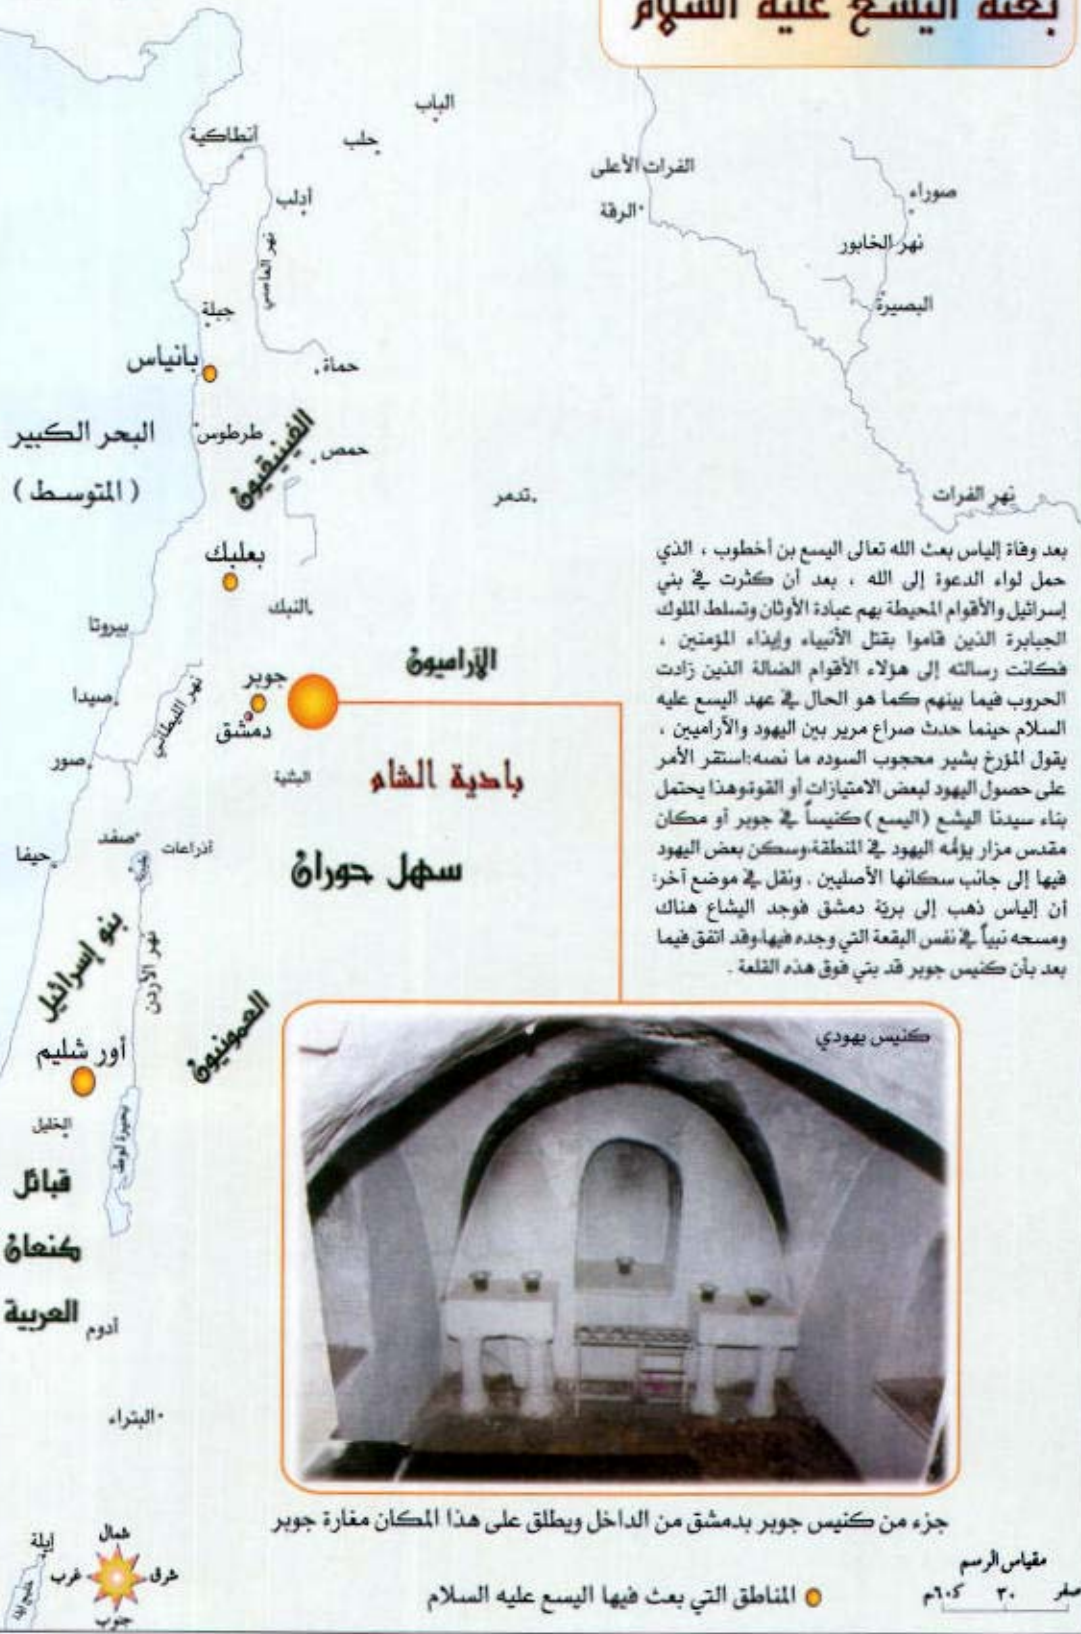 بعثة اليسع عليه السلام
الباب
أنطاكية
حلب
الفرات الأعلى
أدلب
الرقة
صوراء
نهر العاصي
نهر الخابور
جبلة
البصيرة
بانياس
حماة
البحر الكبير
(المتوسط)
طرطوس
الفينيقيون
حمص
تدمر
نهر الفرات
بعلبك
النبك
بيروتا
الآراميون
جوبر
صيدا
نهر الليطاني
دمشق
صور
البثنية
بادية الشام
صفد
أذراعات
حيفا
سهل حوران
بنو إسرائيل
نهر الأردن
العمونيون
أور شليم
الخليل
بحيرة لوط
قبائل
كنعان
العربية
أدوم
البتراء
بعد وفاة إلياس بعث الله تعالى اليسع بن أخطوب ، الذي
حمل لواء الدعوة إلى الله ، بعد أن كثرت في بني
إسرائيل والأقوام المحيطة بهم عبادة الأوثان وتسلط الملوك
الجبابرة الذين قاموا بقتل الأنبياء وإيذاء المؤمنين ،
فكانت رسالته إلى هؤلاء الأقوام الضالة الذين زادت
الحروب فيما بينهم كما هو الحال في عهد اليسع عليه
السلام حينما حدث صراع مرير بين اليهود والآراميين ،
يقول المؤرخ بشير محجوب السوده ما نصه:استقر الأمر
على حصول اليهود لبعض الامتيازات أو القوةوهذا يحتمل
بناء سيدنا اليشع (اليسع) كنيساً في جوبر أو مكان
مقدس مزار يؤمّه اليهود في المنطقة،وسكن بعض اليهود
فيها إلى جانب سكانها الأصليين . ونقل في موضع آخر:
أن إلياس ذهب إلى بريّة دمشق فوجد اليشاع هناك
ومسحه نبياً في نفس البقعة التي وجده فيها،وقد اتفق فيما
بعد بأن كنيس جوبر قد بني فوق هذه القلعة .
كنيس يهودي
جزء من كنيس جوبر بدمشق من الداخل ويطلق على هذا المكان مغارة جوبر
إيلة
خليج إيلة
شمال
شرق
غرب
جنوب
المناطق التي بعث فيها اليسع عليه السلام
مقياس الرسم
صفر ٣٠ ٦٠كم